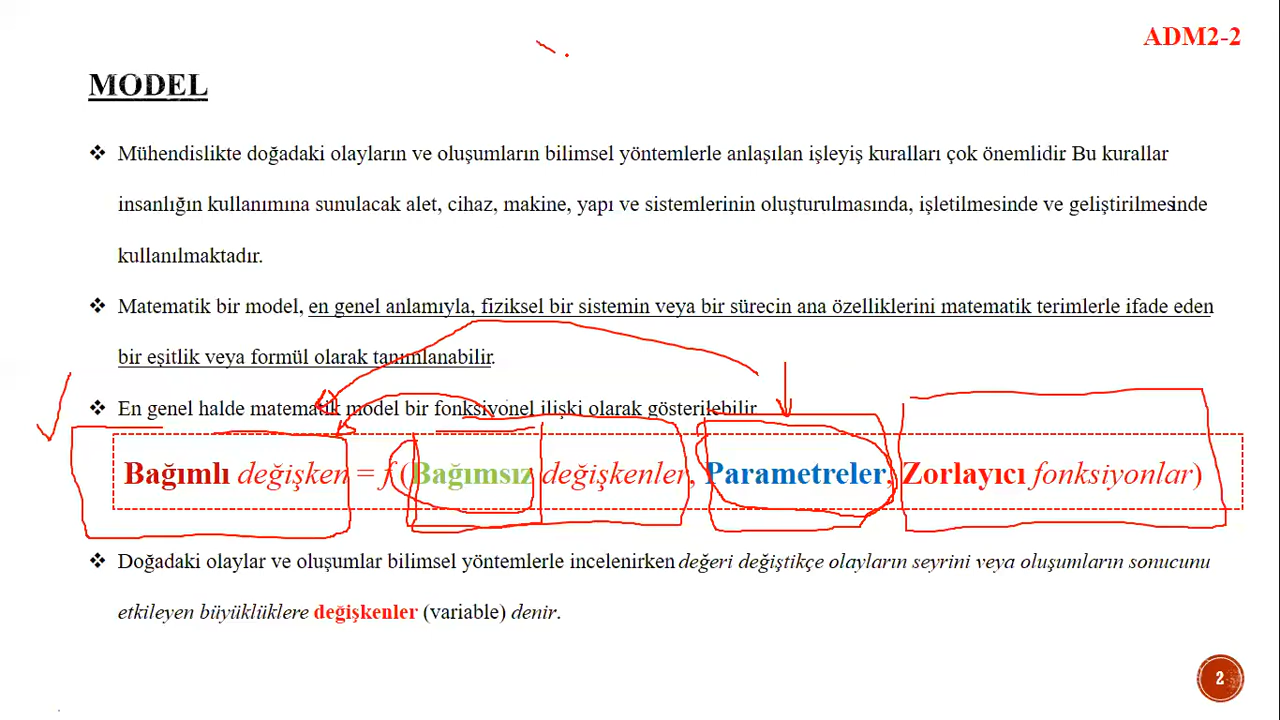 ADM2-2
MODEL
❖ Mühendislikte doğadaki olayların ve oluşumların bilimsel yöntemlerle anlaşılan işleyiş kuralları çok önemlidir. Bu kurallar
insanlığın kullanımına sunulacak alet, cihaz, makine, yapı ve sistemlerinin oluşturulmasında, işletilmesinde ve geliştirilmesinde
kullanılmaktadır.
❖ Matematik bir model, en genel anlamıyla, fiziksel bir sistemin veya bir sürecin ana özelliklerini matematik terimlerle ifade eden
bir eşitlik veya formül olarak tanımlanabilir.
❖ En genel halde matematik model bir fonksiyonel ilişki olarak gösterilebilir.
Bağımlı değişken = f (Bağımsız değişkenler, Parametreler, Zorlayıcı fonksiyonlar)
❖ Doğadaki olaylar ve oluşumlar bilimsel yöntemlerle incelenirken değeri değiştikçe olayların seyrini veya oluşumların sonucunu
etkileyen büyüklüklere değişkenler (variable) denir.
2